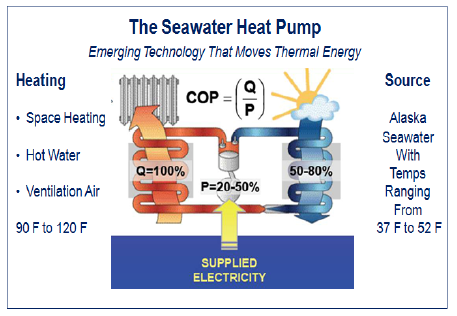 The Seawater Heat Pump
Emerging Technology That Moves Thermal Energy
Heating
• Space Heating
• Hot Water
• Ventilation Air
90 F to 120 F
COP = (Q/P)
Q=100%
P=20-50%
50-80%
SUPPLIED
ELECTRICITY
Source
Alaska
Seawater
With
Temps
Ranging
From
37 F to 52 F